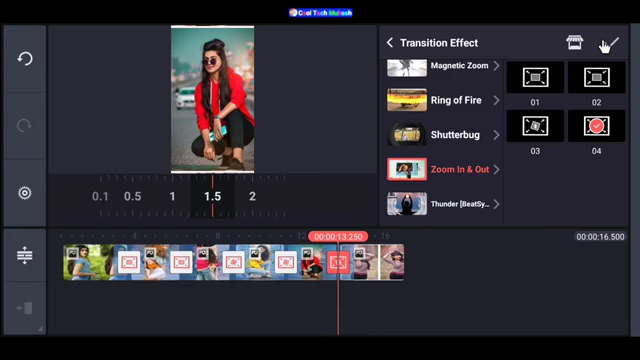 Cool Tech Mukesh
Transition Effect
Magnetic Zoom
Ring of Fire
Shutterbug
Zoom In & Out
Thunder [BeatSy...
01
02
03
04
0.1
0.5
1
1.5
2
00:00:13.250
00:00:16.500
4
8
12
16